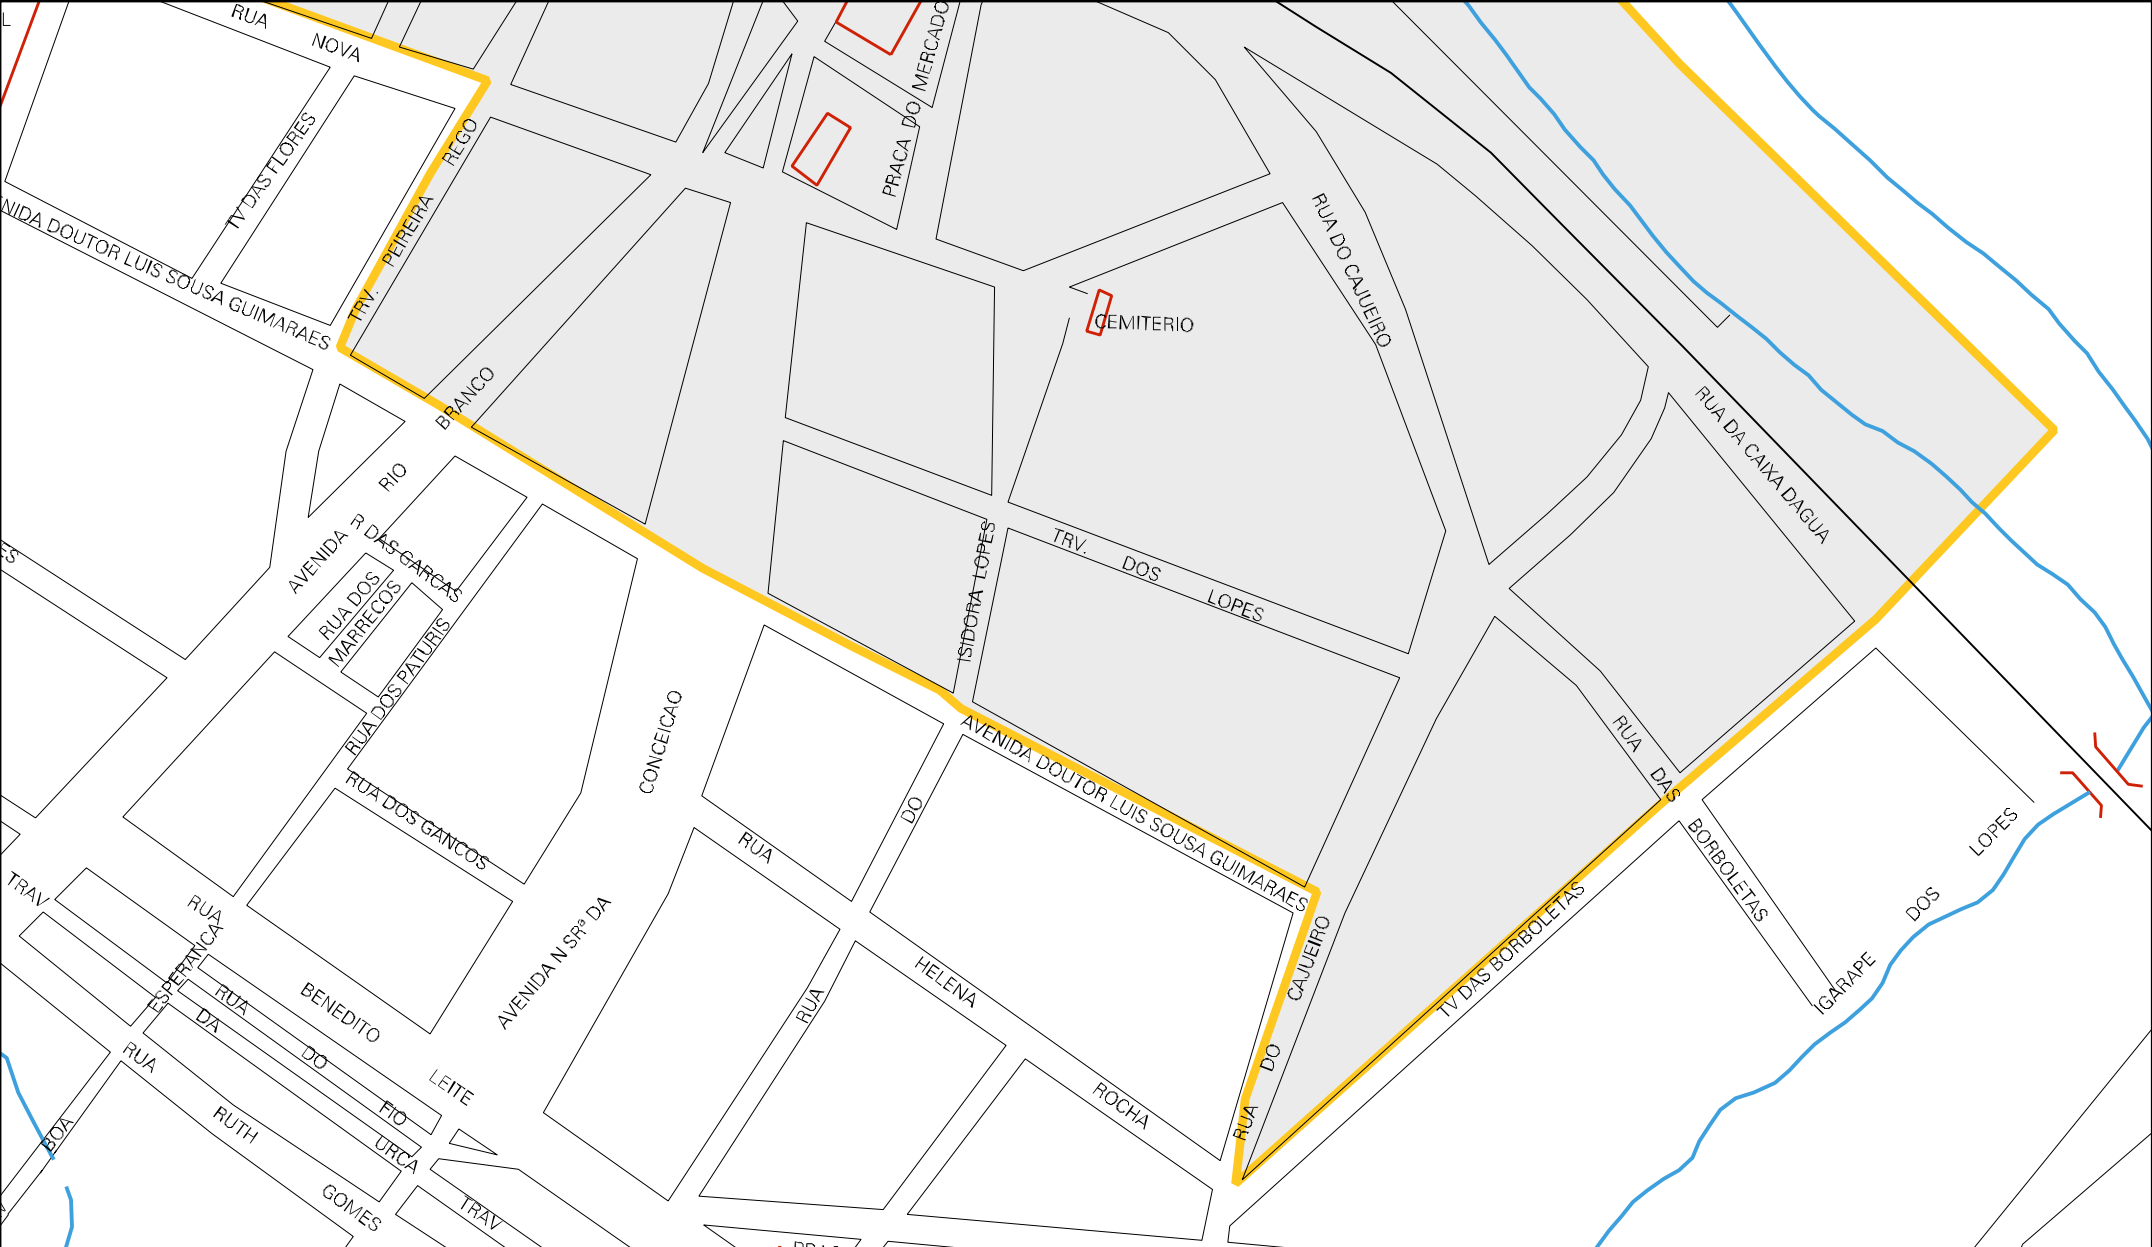 L
RUA
NOVA
TV DAS FLORES
TRV. PEIREIRA REGO
NIDA DOUTOR LUIS SOUSA GUIMARAES
PRACA DO MERCADO
RUA DO CAJUEIRO
CEMITERIO
RUA DA CAIXA DAGUA
AVENIDA RIO BRANCO
R DAS GARCAS
RUA DOS
MARRECOS
RUA DOS PATURIS
ES
ISIDORA LOPES
TRV. DOS LOPES
CONCEICAO
AVENIDA N SRª DA
AVENIDA DOUTOR LUIS SOUSA GUIMARAES
RUA DAS BORBOLETAS
RUA DOS GANCOS
RUA HELENA ROCHA
RUA DO
RUA DO CAJUEIRO
TV DAS BORBOLETAS
IGARAPE DOS LOPES
TRAV
ESPERANCA
RUA BENEDITO LEITE
RUA DO FIO
DA URCA
RUA RUTH GOMES
BOA
TRAV